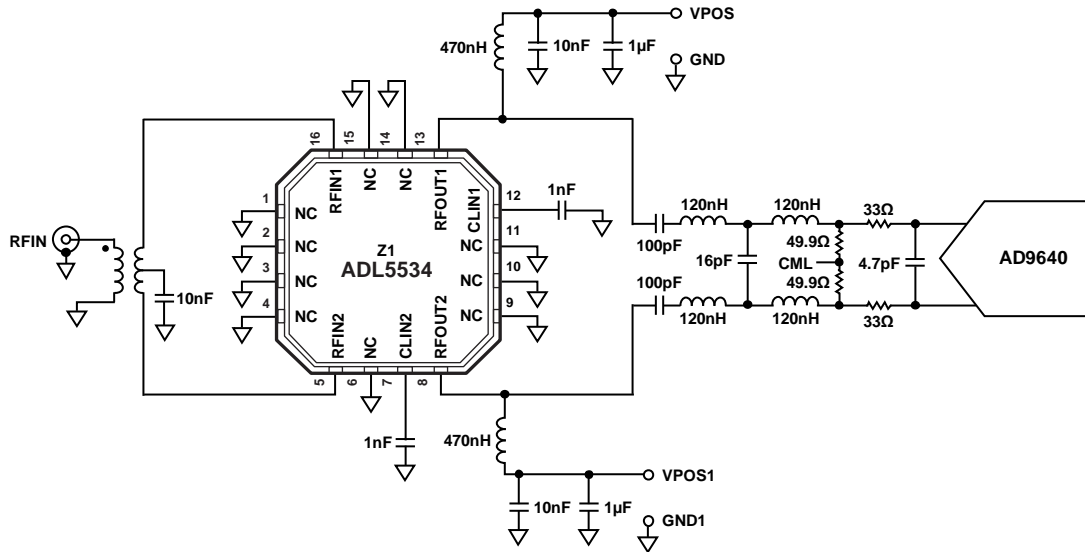 VPOS
470nH
10nF
1µF
GND
16
15
14
13
RFIN1
NC
NC
RFOUT1
CLIN1
12
1nF
1
NC
NC
11
2
NC
NC
10
3
NC
NC
9
4
NC
Z1
ADL5534
RFIN
10nF
RFIN2
NC
CLIN2
RFOUT2
5
6
7
8
1nF
100pF
120nH
120nH
33Ω
49.9Ω
16pF
CML
4.7pF
AD9640
100pF
49.9Ω
120nH
120nH
33Ω
470nH
VPOS1
10nF
1µF
GND1